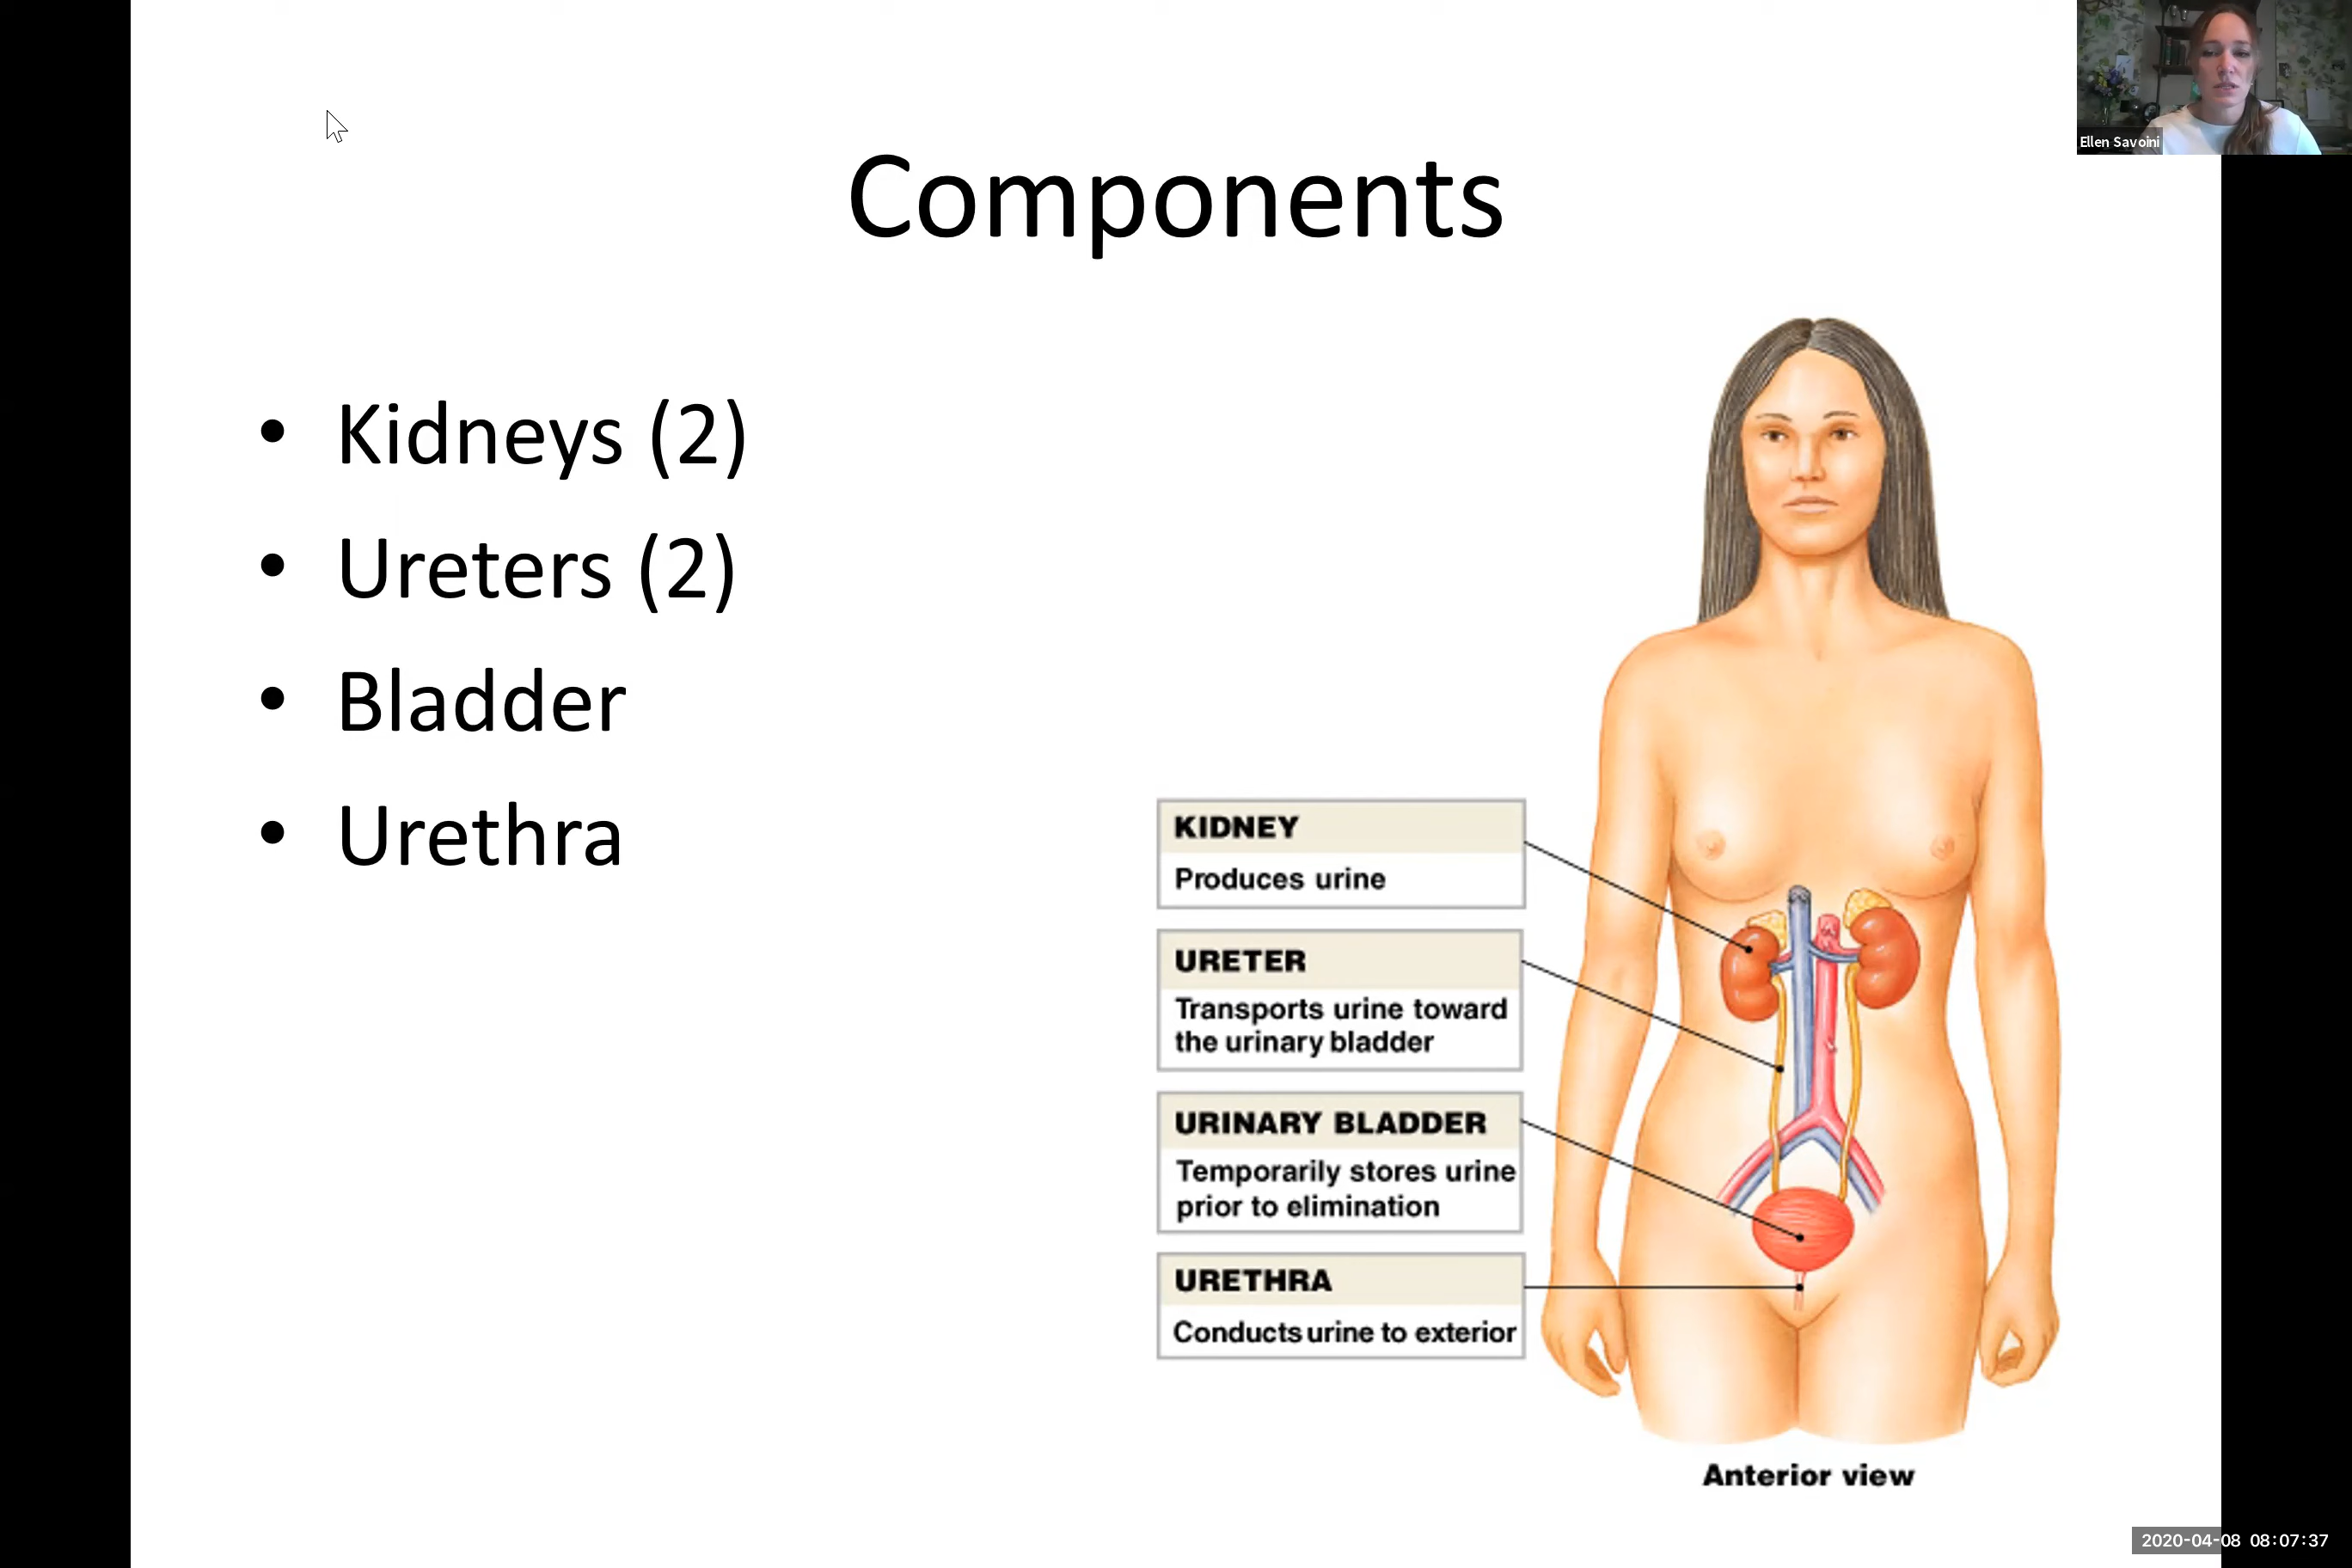 Ellen Savoini
Components
• Kidneys (2)
• Ureters (2)
• Bladder
• Urethra
KIDNEY
Produces urine
URETER
Transports urine toward
the urinary bladder
URINARY BLADDER
Temporarily stores urine
prior to elimination
URETHRA
Conducts urine to exterior
Anterior view
2020-04-08 08:07:37